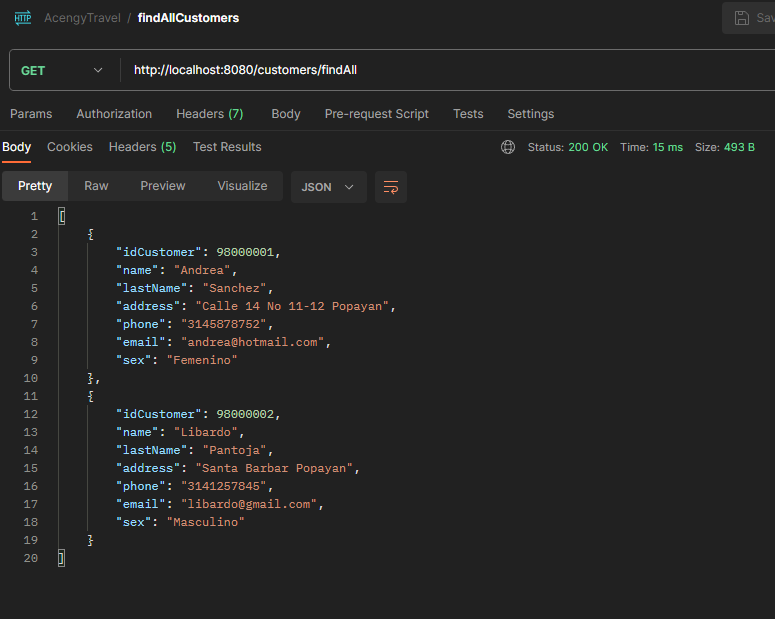 HTTP AcengyTravel / findAllCustomers Sav
GET http://localhost:8080/customers/findAll
Params Authorization Headers (7) Body Pre-request Script Tests Settings
Body Cookies Headers (5) Test Results Status: 200 OK Time: 15 ms Size: 493 B
Pretty Raw Preview Visualize JSON
1 [
2 {
3 "idCustomer": 98000001,
4 "name": "Andrea",
5 "lastName": "Sanchez",
6 "address": "Calle 14 No 11-12 Popayan",
7 "phone": "3145878752",
8 "email": "andrea@hotmail.com",
9 "sex": "Femenino"
10 },
11 {
12 "idCustomer": 98000002,
13 "name": "Libardo",
14 "lastName": "Pantoja",
15 "address": "Santa Barbar Popayan",
16 "phone": "3141257845",
17 "email": "libardo@gmail.com",
18 "sex": "Masculino"
19 }
20 ]